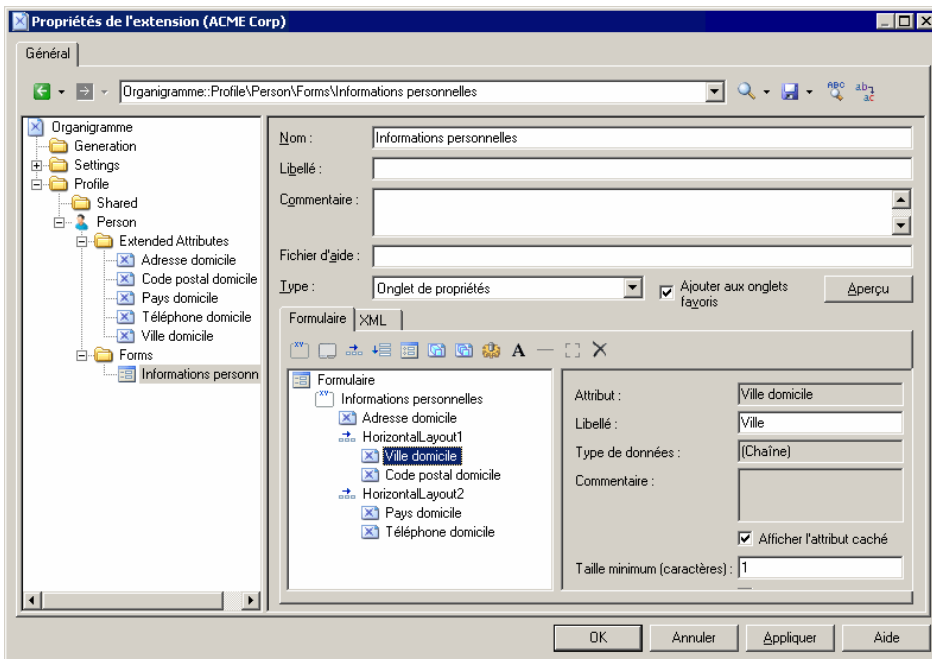 Propriétés de l'extension (ACME Corp)
Général
Organigramme::Profile\Person\Forms\Informations personnelles
Organigramme
Generation
Settings
Profile
Shared
Person
Extended Attributes
Adresse domicile
Code postal domicile
Pays domicile
Téléphone domicile
Ville domicile
Forms
Informations personn
Nom :
Informations personnelles
Libellé :
Commentaire :
Fichier d'aide :
Type :
Onglet de propriétés
Ajouter aux onglets
favoris
Aperçu
Formulaire
XML
Formulaire
Informations personnelles
Adresse domicile
HorizontalLayout1
Ville domicile
Code postal domicile
HorizontalLayout2
Pays domicile
Téléphone domicile
Attribut :
Ville domicile
Libellé :
Ville
Type de données :
(Chaîne)
Commentaire :
Afficher l'attribut caché
Taille minimum (caractères) :
1
OK
Annuler
Appliquer
Aide